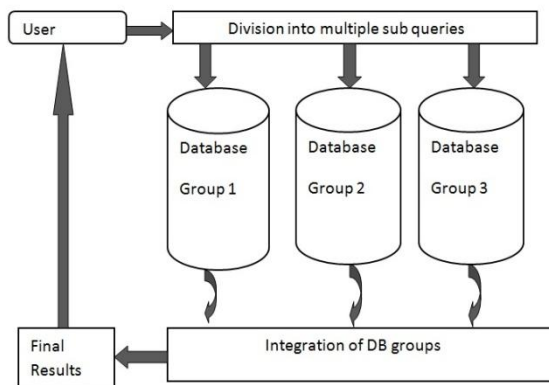 User
Division into multiple sub queries
Database
Group 1
Database
Group 2
Database
Group 3
Final
Results
Integration of DB groups